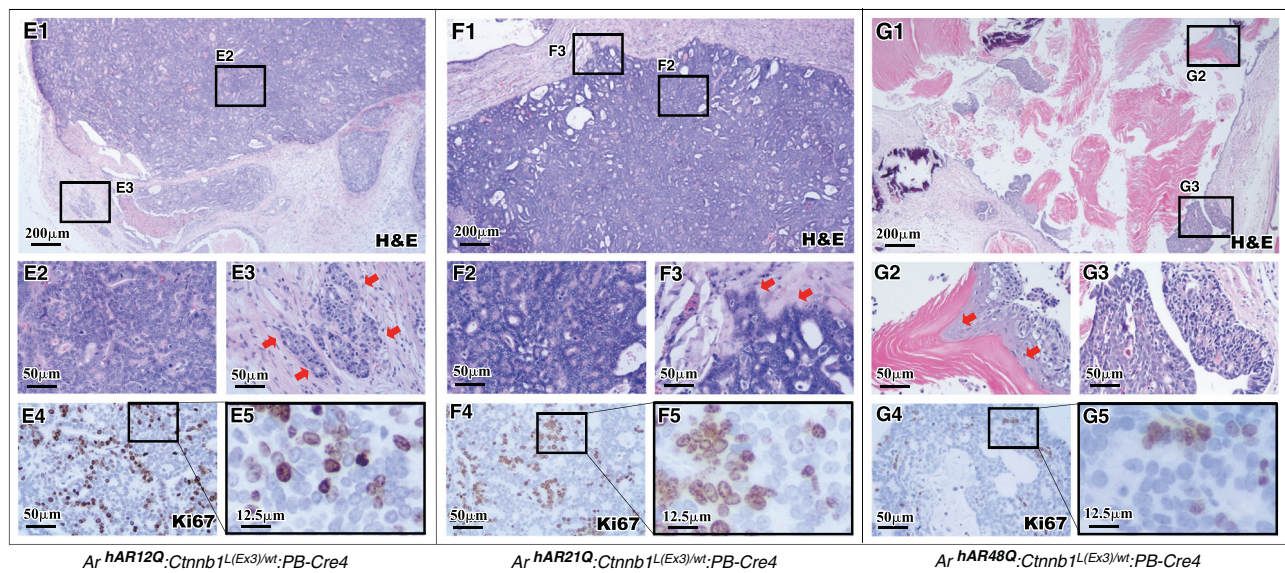 E1
E2
E3
200μm
H&E
F1
F3
F2
200μm
H&E
G1
G2
G3
200μm
H&E
E2
50μm
E3
50μm
F2
50μm
F3
50μm
G2
50μm
G3
50μm
E4
50μm
Ki67
E5
12.5μm
F4
50μm
Ki67
F5
12.5μm
G4
50μm
Ki67
G5
12.5μm
Ar hAR12Q:Ctnnb1L(Ex3)/wt:PB-Cre4
Ar hAR21Q:Ctnnb1L(Ex3)/wt:PB-Cre4
Ar hAR48Q:Ctnnb1L(Ex3)/wt:PB-Cre4